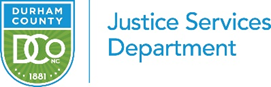 DURHAM
COUNTY
DCo
NC
1881
Justice Services
Department